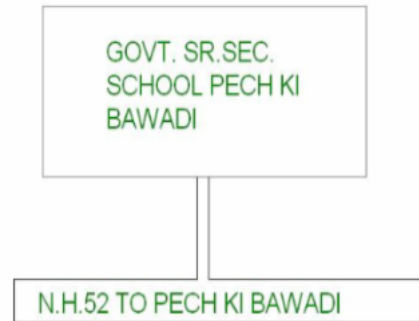 GOVT. SR.SEC.
SCHOOL PECH KI
BAWADI
N.H.52 TO PECH KI BAWADI